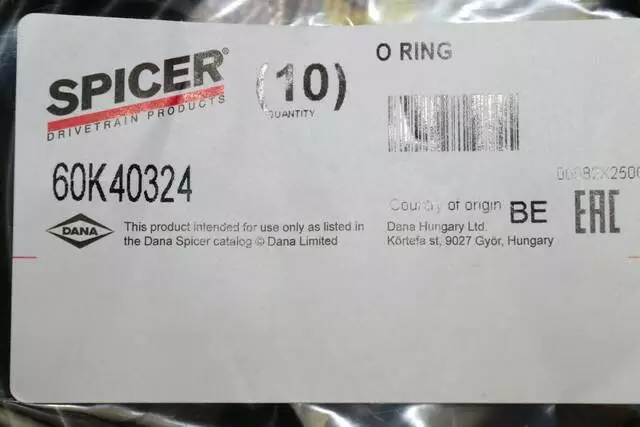 O RING
SPICER®
DRIVETRAIN PRODUCTS
(10)
QUANTITY
60K40324
Country of origin BE
EAC
DANA
This product intended for use only as listed in
the Dana Spicer catalog © Dana Limited
Dana Hungary Ltd.
Körtefa st, 9027 Győr, Hungary